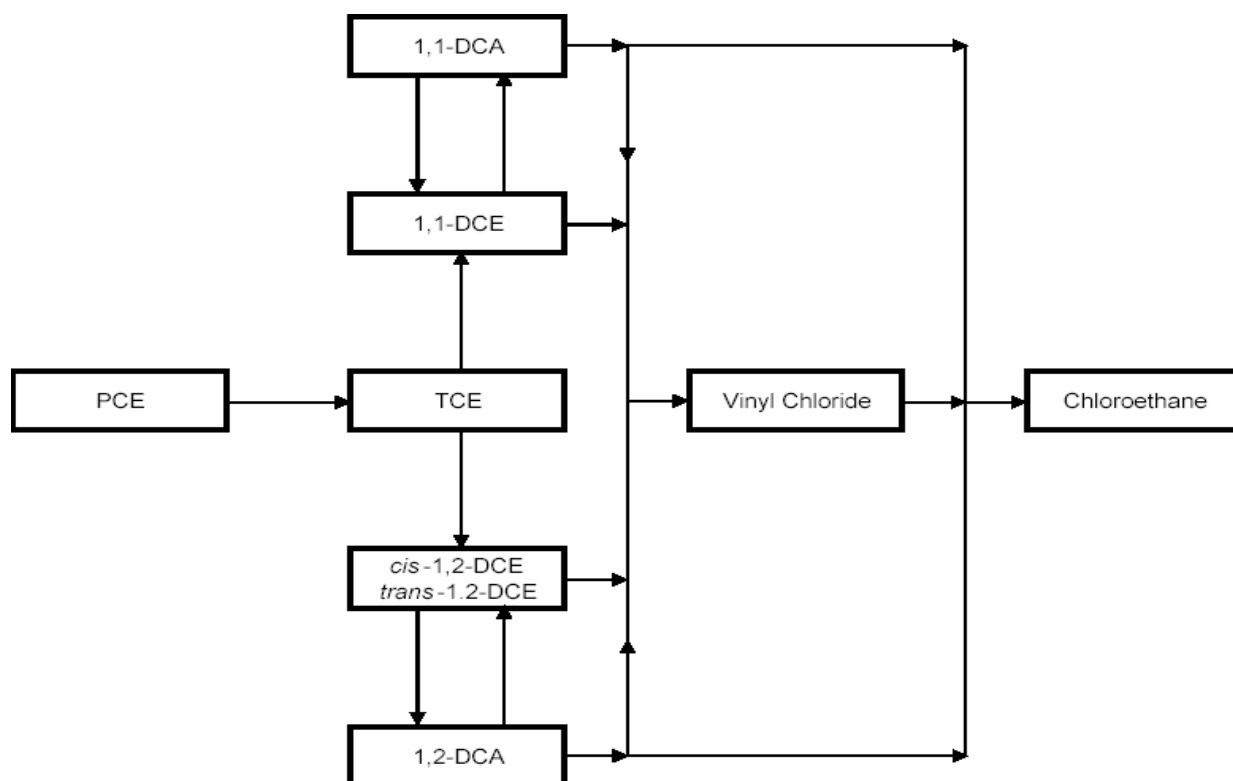 1,1-DCA
1,1-DCE
PCE
TCE
Vinyl Chloride
Chloroethane
cis-1,2-DCE
trans-1.2-DCE
1,2-DCA